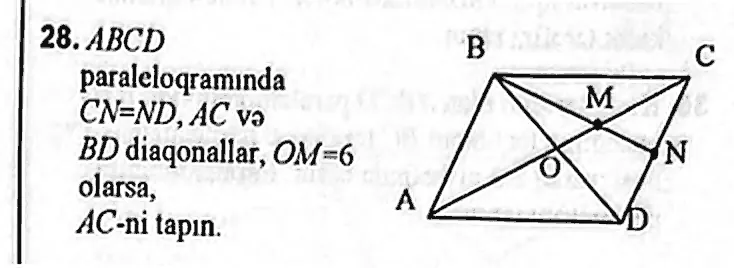 28. ABCD
paraleloqramında
CN=ND, AC və
BD diaqonallar, OM=6
olarsa,
AC-ni tapın.
B
C
M
N
O
A
D